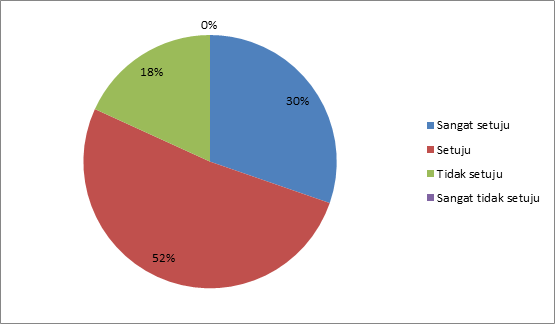 0%
18%
30%
52%
Sangat setuju
Setuju
Tidak setuju
Sangat tidak setuju